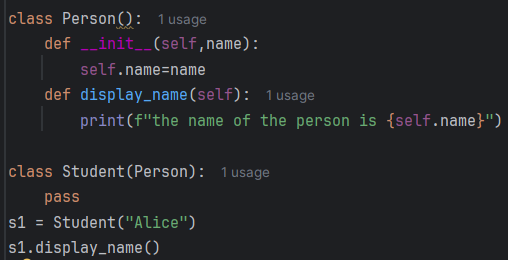 class Person():  1 usage
    def __init__(self,name):
        self.name=name
    def display_name(self):  1 usage
        print(f"the name of the person is {self.name}")
class Student(Person):  1 usage
    pass
s1 = Student("Alice")
s1.display_name()